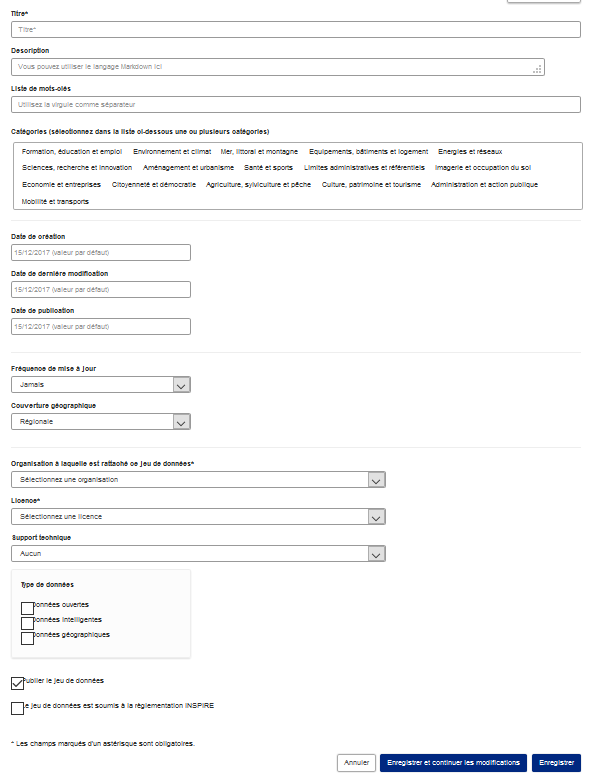 Titre*
Titre*
Description
Vous pouvez utiliser le langage Markdown ici
Liste de mots-clés
Utilisez la virgule comme séparateur
Catégories (sélectionnez dans la liste ci-dessous une ou plusieurs catégories)
Formation, éducation et emploi Environnement et climat Mer, littoral et montagne Equipements, bâtiments et logement Energies et réseaux
Sciences, recherche et innovation Aménagement et urbanisme Santé et sports Limites administratives et référentiels Imagerie et occupation du sol
Economie et entreprises Citoyenneté et démocratie Agriculture, sylviculture et pêche Culture, patrimoine et tourisme Administration et action publique
Mobilité et transports
Date de création
15/12/2017 (valeur par défaut)
Date de dernière modification
15/12/2017 (valeur par défaut)
Date de publication
15/12/2017 (valeur par défaut)
Fréquence de mise à jour
Jamais
Couverture géographique
Régionale
Organisation à laquelle est rattaché ce jeu de données*
Sélectionnez une organisation
Licence*
Sélectionnez une licence
Support technique
Aucun
Type de données
Données ouvertes
Données intelligentes
Données géographiques
Publier le jeu de données
Le jeu de données est soumis à la règlementation INSPIRE
* Les champs marqués d'un astérisque sont obligatoires.
Annuler Enregistrer et continuer les modifications Enregistrer